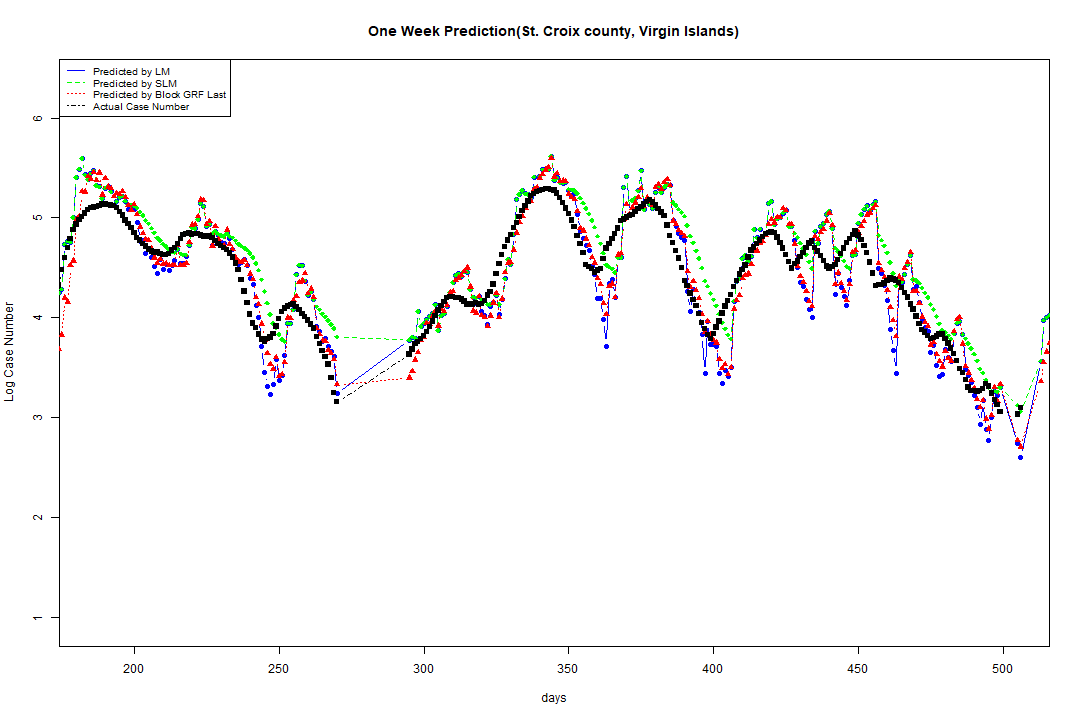 One Week Prediction(St. Croix county, Virgin Islands)
Predicted by LM
Predicted by SLM
Predicted by Block GRF Last
Actual Case Number
Log Case Number
6
5
4
3
2
1
200 250 300 350 400 450 500
days